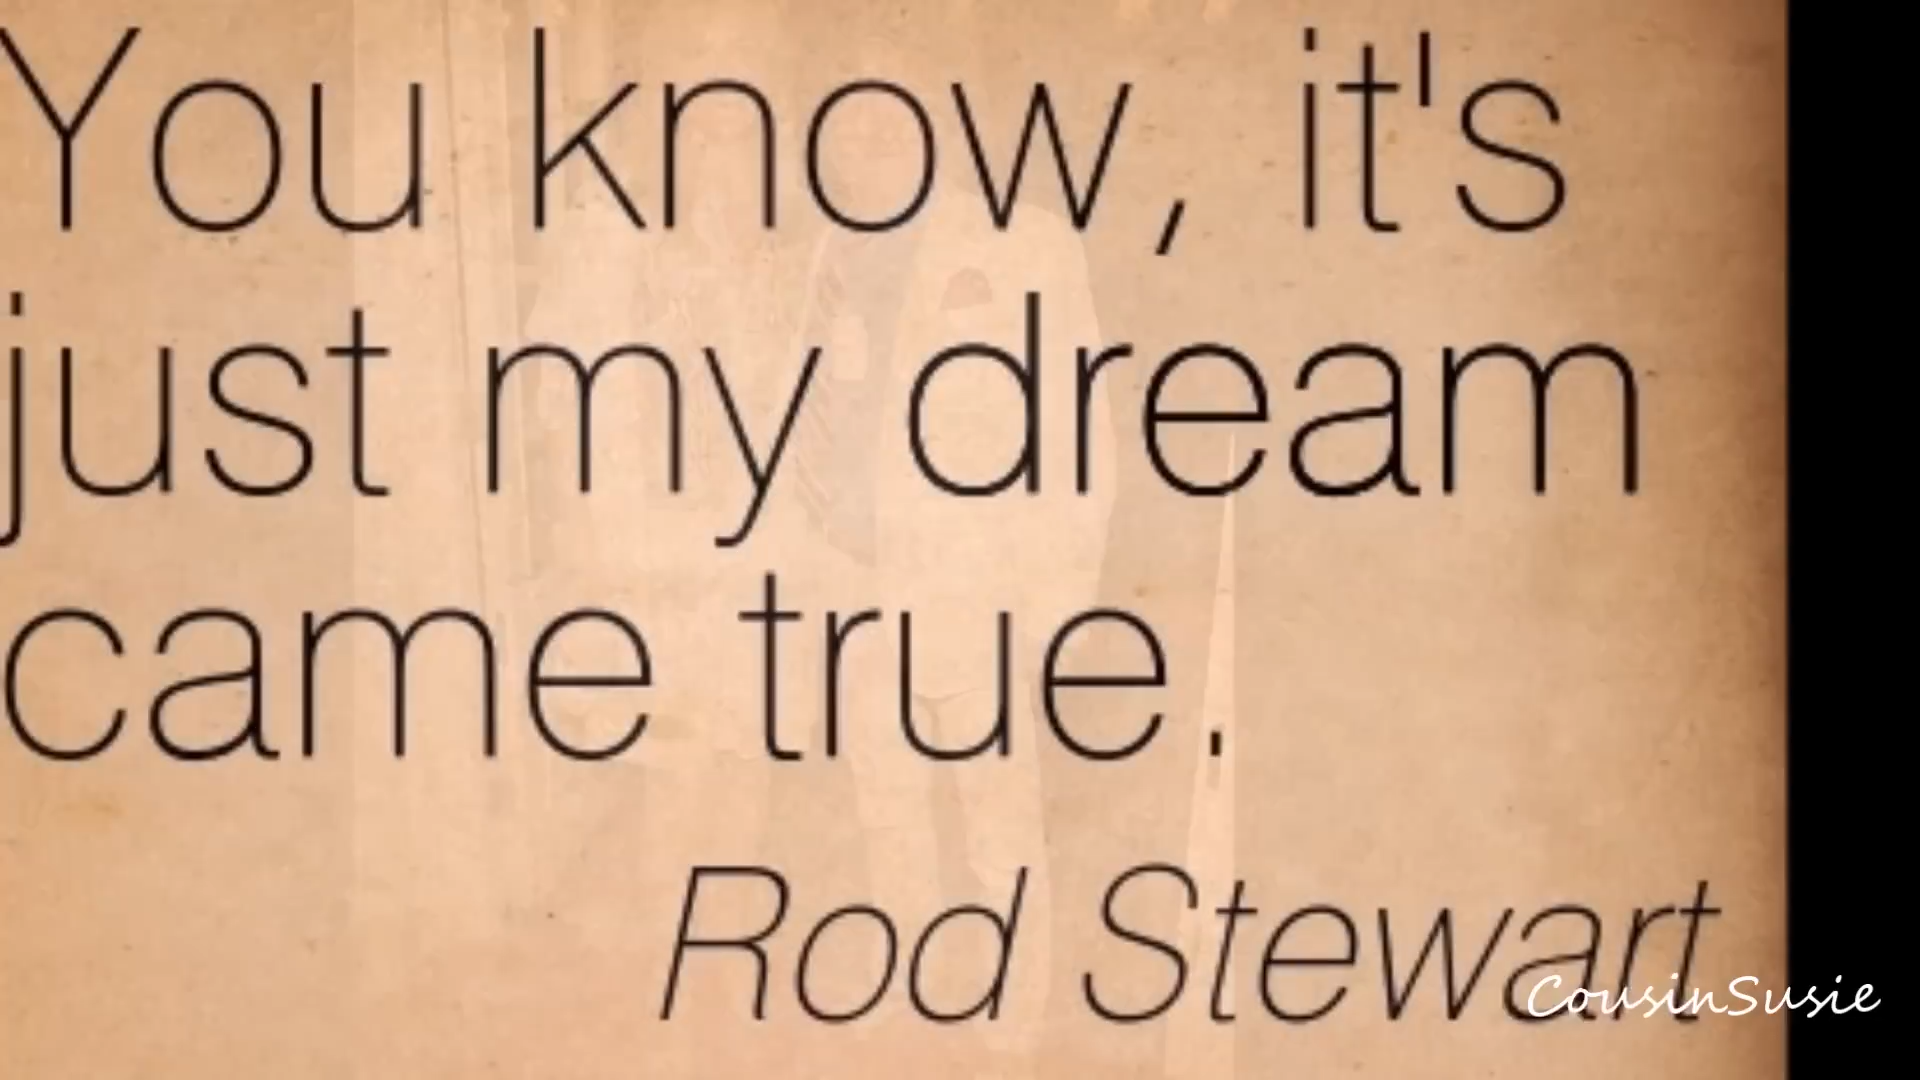 You know, it's
just my dream
came true.
Rod Stewart
CousinSusie